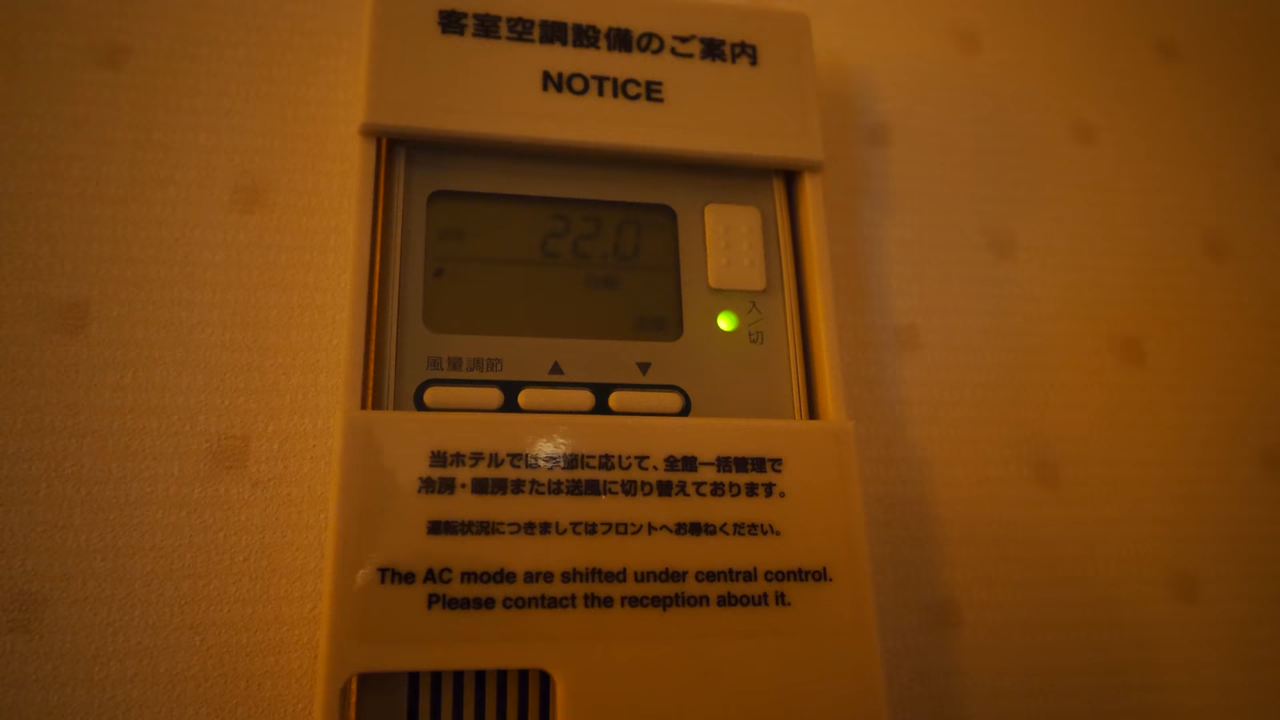 客室空調設備のご案内
NOTICE
22.0
入/切
風量調節 ▲ ▼
当ホテルでは季節に応じて、全館一括管理で
冷房・暖房または送風に切り替えております。
運転状況につきましてはフロントへお尋ねください。
The AC mode are shifted under central control.
Please contact the reception about it.